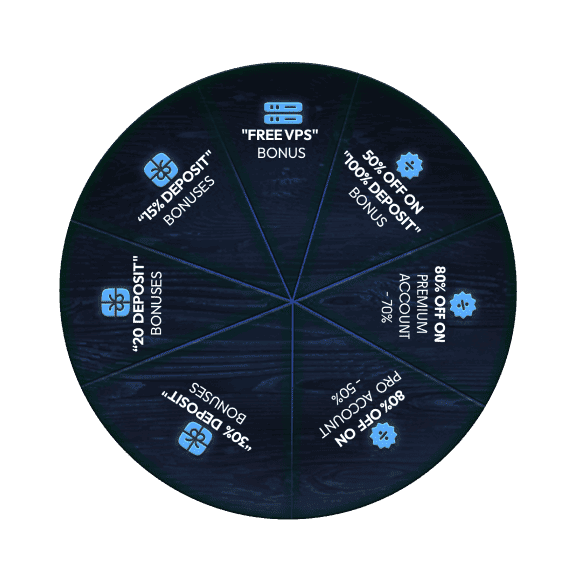 "FREE VPS"
BONUS
50% OFF ON
"100% DEPOSIT"
BONUS
80% OFF ON
PREMIUM
ACCOUNT
- 70%
80% OFF ON
PRO ACCOUNT
- 50%
"30% DEPOSIT"
BONUSES
"20 DEPOSIT"
BONUSES
"15% DEPOSIT"
BONUSES